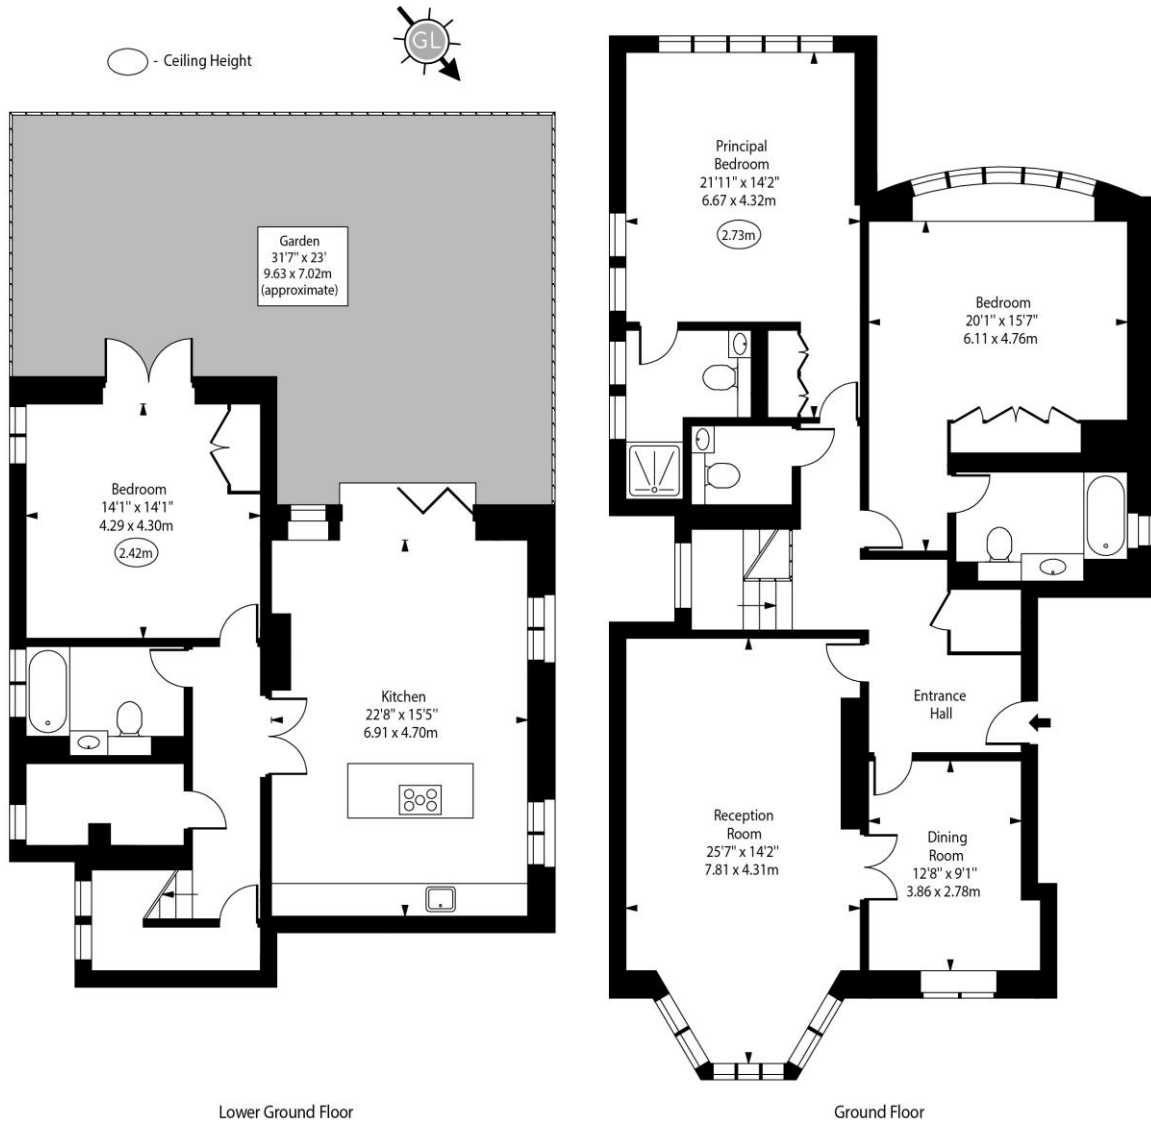 - Ceiling Height
GL
Garden
31'7" x 23'
9.63 x 7.02m
(approximate)
Bedroom
14'1" x 14'1"
4.29 x 4.30m
2.42m
Kitchen
22'8" x 15'5"
6.91 x 4.70m
Lower Ground Floor
Principal
Bedroom
21'11" x 14'2"
6.67 x 4.32m
2.73m
Bedroom
20'1" x 15'7"
6.11 x 4.76m
Entrance
Hall
Reception
Room
25'7" x 14'2"
7.81 x 4.31m
Dining
Room
12'8" x 9'1"
3.86 x 2.78m
Ground Floor